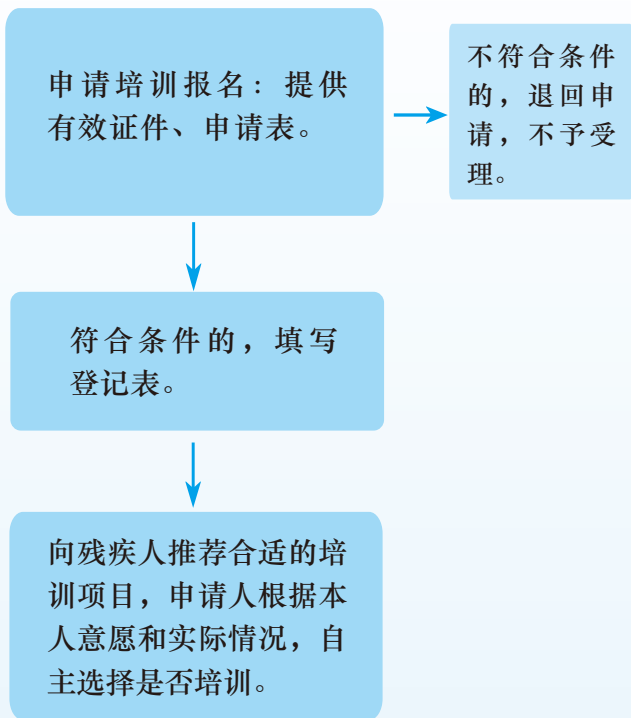 申请培训报名：提供
有效证件、申请表。
不符合条件
的，退回申
请，不予受
理。
符合条件的，填写
登记表。
向残疾人推荐合适的培
训项目，申请人根据本
人意愿和实际情况，自
主选择是否培训。